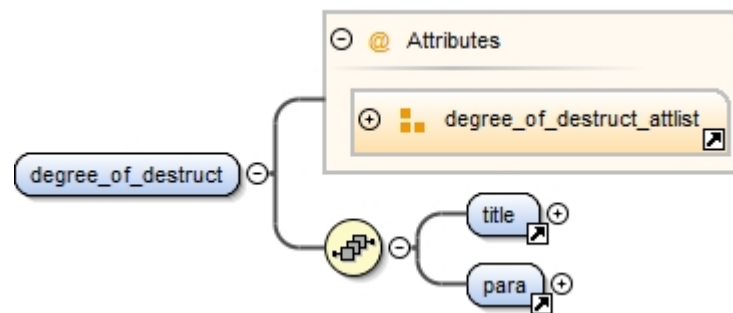 @ Attributes
degree_of_destruct_attlist
degree_of_destruct
title
para